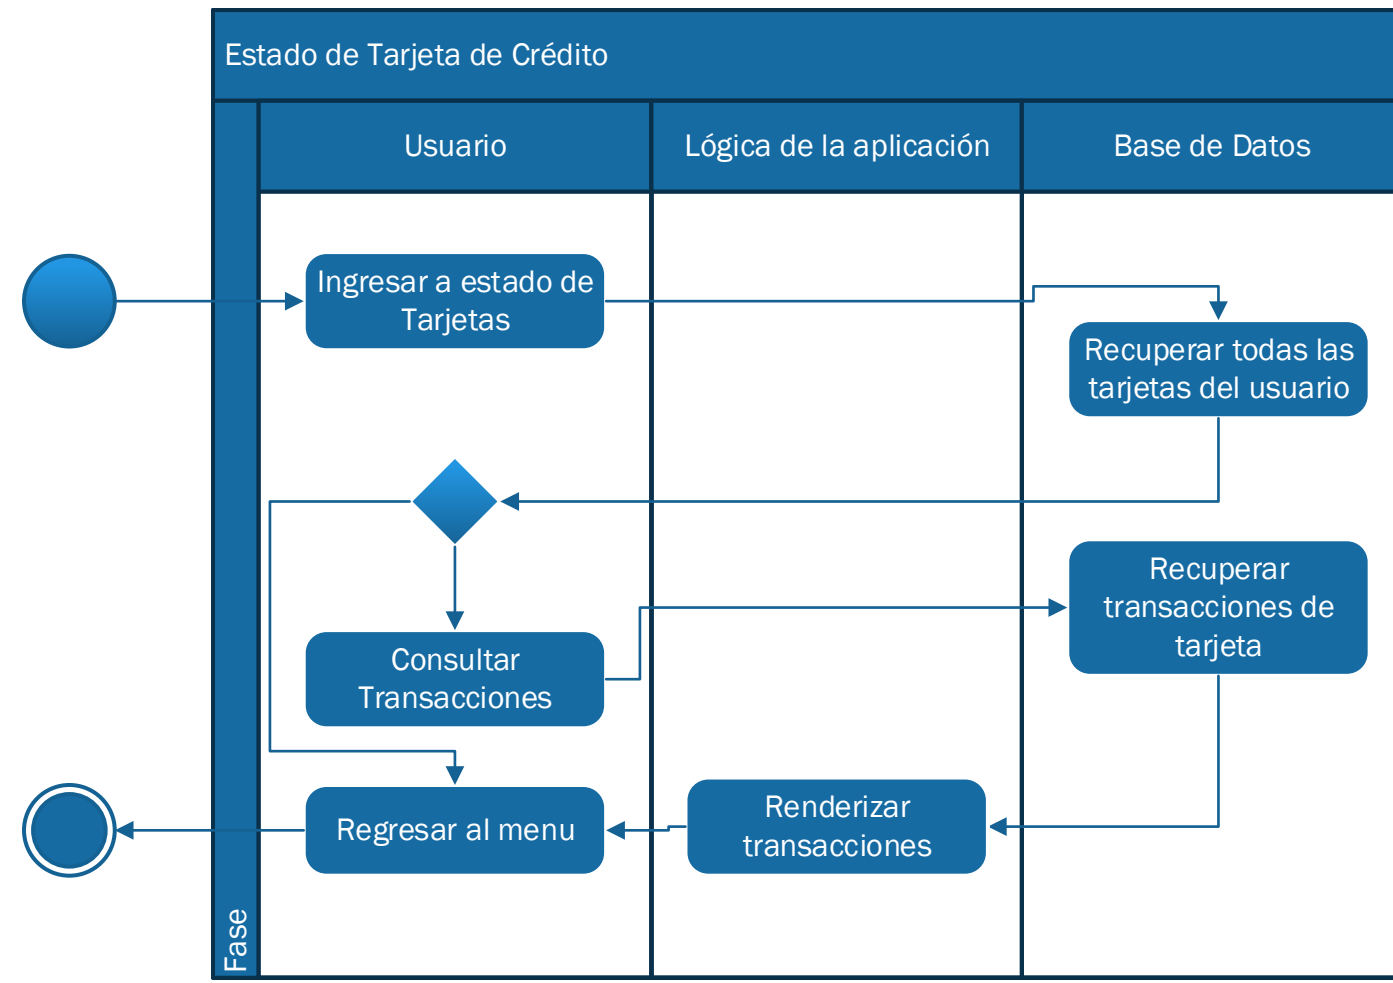 Estado de Tarjeta de Crédito
Usuario
Lógica de la aplicación
Base de Datos
Ingresar a estado de
Tarjetas
Recuperar todas las
tarjetas del usuario
Recuperar
transacciones de
tarjeta
Consultar
Transacciones
Renderizar
transacciones
Regresar al menu
Fase